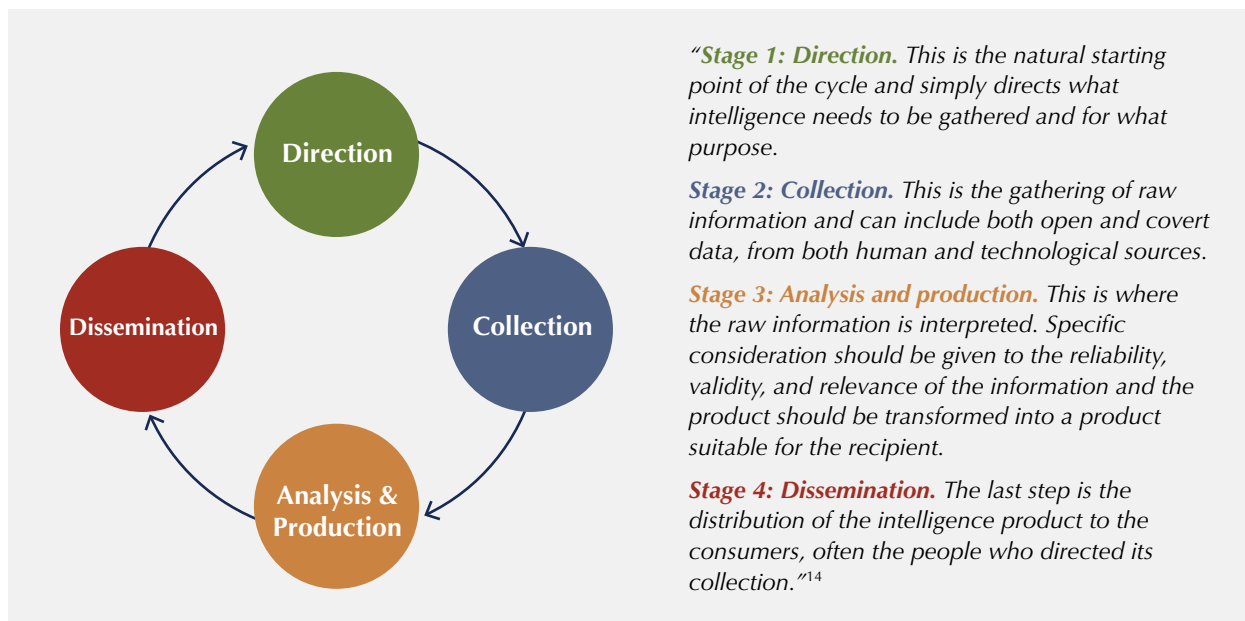 Direction
Dissemination
Collection
Analysis &
Production
“Stage 1: Direction. This is the natural starting
point of the cycle and simply directs what
intelligence needs to be gathered and for what
purpose.
Stage 2: Collection. This is the gathering of raw
information and can include both open and covert
data, from both human and technological sources.
Stage 3: Analysis and production. This is where
the raw information is interpreted. Specific
consideration should be given to the reliability,
validity, and relevance of the information and the
product should be transformed into a product
suitable for the recipient.
Stage 4: Dissemination. The last step is the
distribution of the intelligence product to the
consumers, often the people who directed its
collection.”14